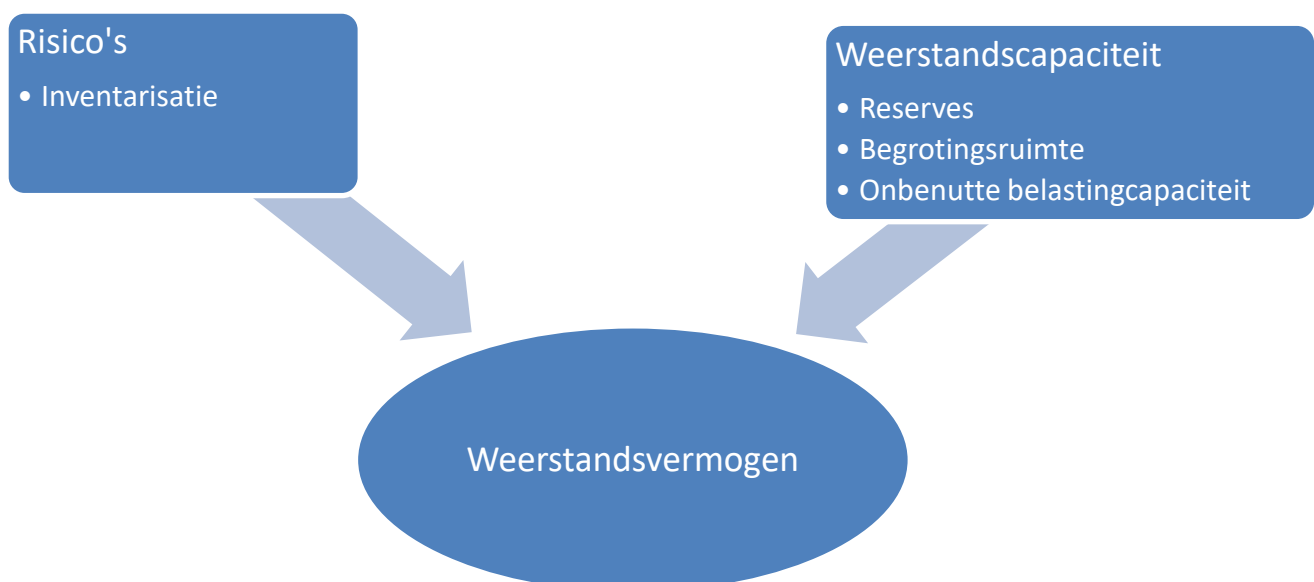 Risico's
• Inventarisatie
Weerstandscapaciteit
• Reserves
• Begrotingsruimte
• Onbenutte belastingcapaciteit
Weerstandsvermogen